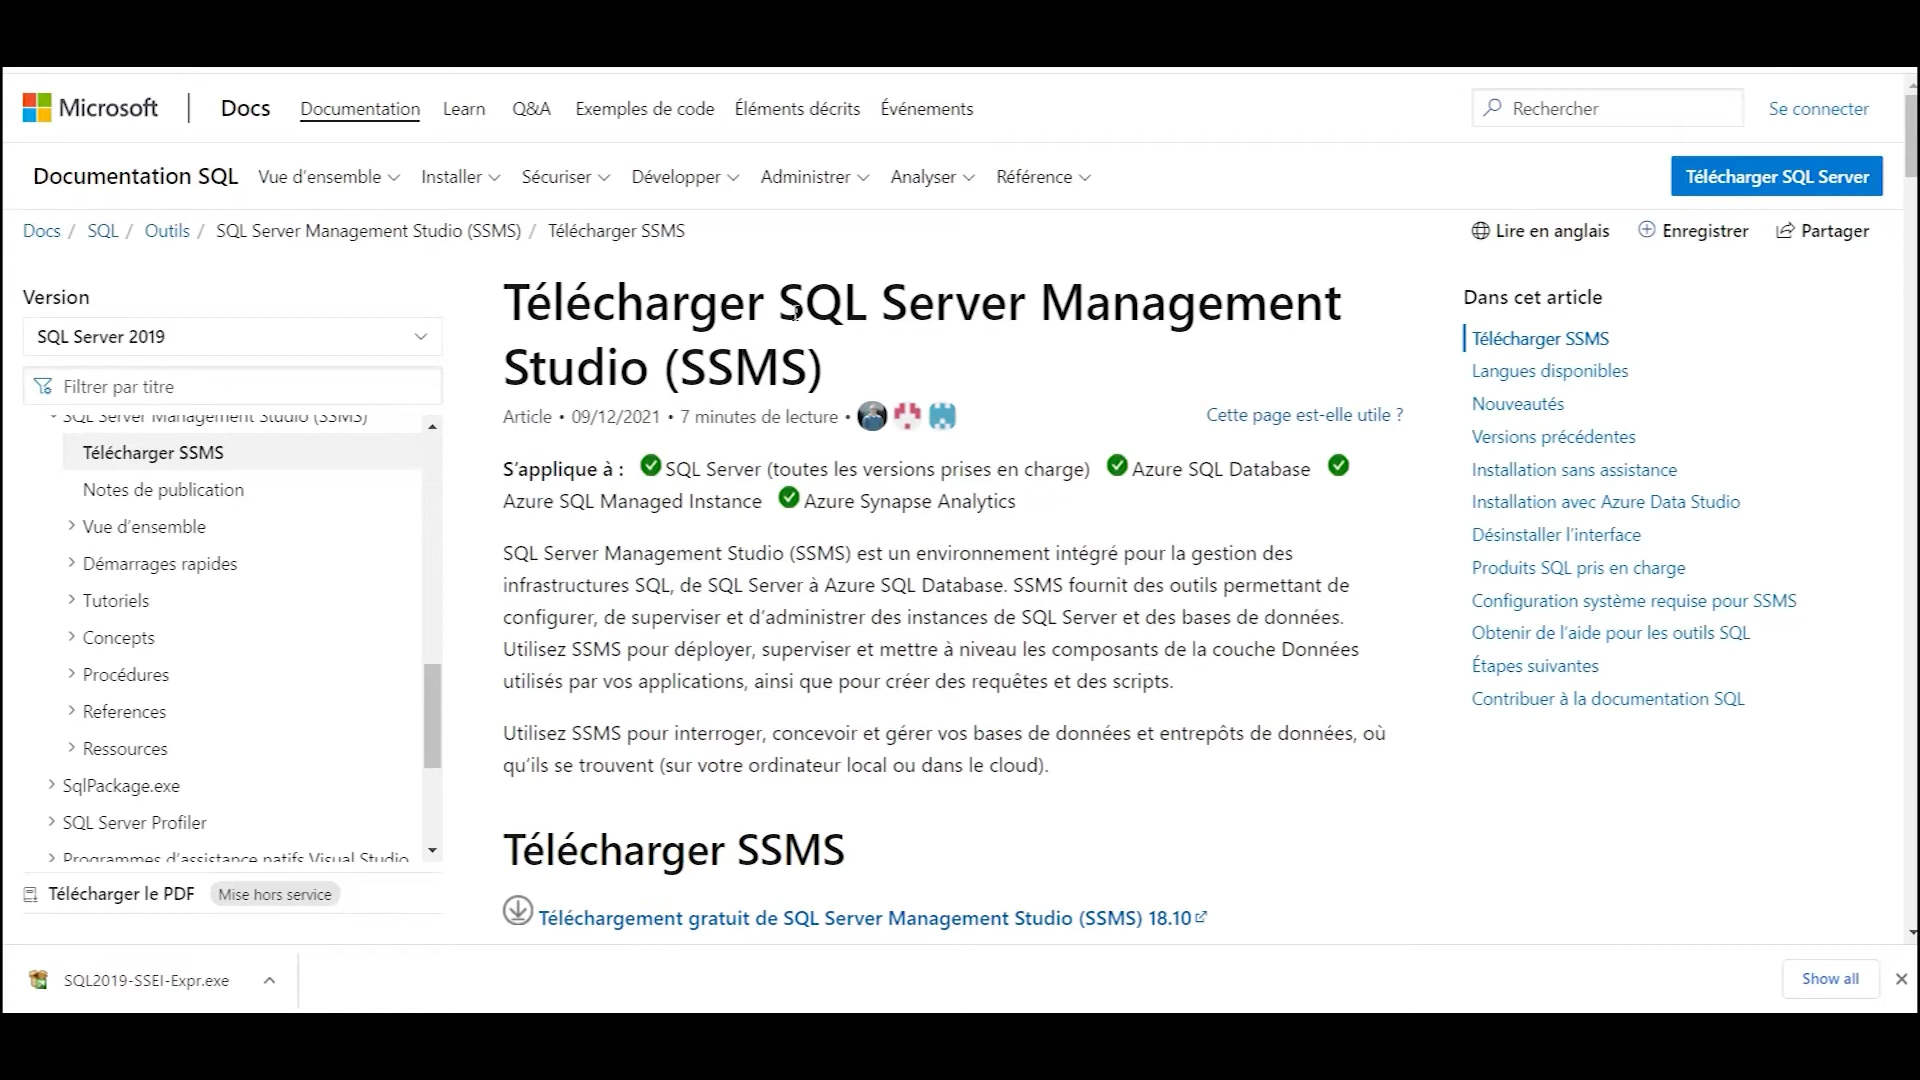 Microsoft Docs Documentation Learn Q&A Exemples de code Éléments décrits Événements Rechercher Se connecter
Documentation SQL Vue d'ensemble Installer Sécuriser Développer Administrer Analyser Référence Télécharger SQL Server
Docs / SQL / Outils / SQL Server Management Studio (SSMS) / Télécharger SSMS Lire en anglais Enregistrer Partager
Version
SQL Server 2019
Filtrer par titre
SQL Server Management Studio (SSMS)
Télécharger SSMS
Notes de publication
Vue d'ensemble
Démarrages rapides
Tutoriels
Concepts
Procédures
References
Ressources
SqlPackage.exe
SQL Server Profiler
Programmes d'assistance natifs Visual Studio
Télécharger le PDF Mise hors service
Télécharger SQL Server Management
Studio (SSMS)
Article • 09/12/2021 • 7 minutes de lecture • Cette page est-elle utile ?
S'applique à : SQL Server (toutes les versions prises en charge) Azure SQL Database
Azure SQL Managed Instance Azure Synapse Analytics
SQL Server Management Studio (SSMS) est un environnement intégré pour la gestion des
infrastructures SQL, de SQL Server à Azure SQL Database. SSMS fournit des outils permettant de
configurer, de superviser et d'administrer des instances de SQL Server et des bases de données.
Utilisez SSMS pour déployer, superviser et mettre à niveau les composants de la couche Données
utilisés par vos applications, ainsi que pour créer des requêtes et des scripts.
Utilisez SSMS pour interroger, concevoir et gérer vos bases de données et entrepôts de données, où
qu'ils se trouvent (sur votre ordinateur local ou dans le cloud).
Télécharger SSMS
Téléchargement gratuit de SQL Server Management Studio (SSMS) 18.10
Dans cet article
Télécharger SSMS
Langues disponibles
Nouveautés
Versions précédentes
Installation sans assistance
Installation avec Azure Data Studio
Désinstaller l'interface
Produits SQL pris en charge
Configuration système requise pour SSMS
Obtenir de l'aide pour les outils SQL
Étapes suivantes
Contribuer à la documentation SQL
SQL2019-SSEI-Expr.exe Show all